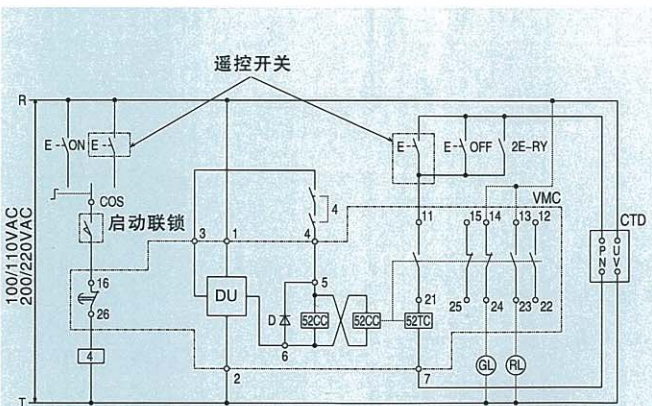 遥控开关
R
E ON E E OFF 2E-RY
4
COS VMC
启动联锁 CTD
3 1 4 11 15 14 13 12
P U
N V
100/110VAC
200/220VAC
16 DU 5
D 52CC 52CC 52TC
21 25 24 23 22
26 6
4 2 7 GL RL
T